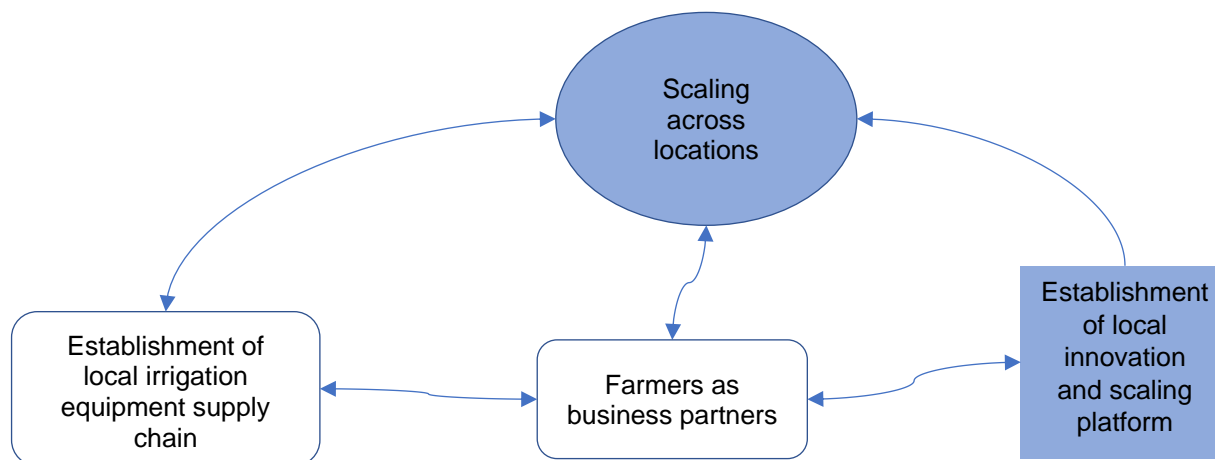 Scaling
across
locations
Establishment of
local irrigation
equipment supply
chain
Farmers as
business partners
Establishment
of local
innovation
and scaling
platform